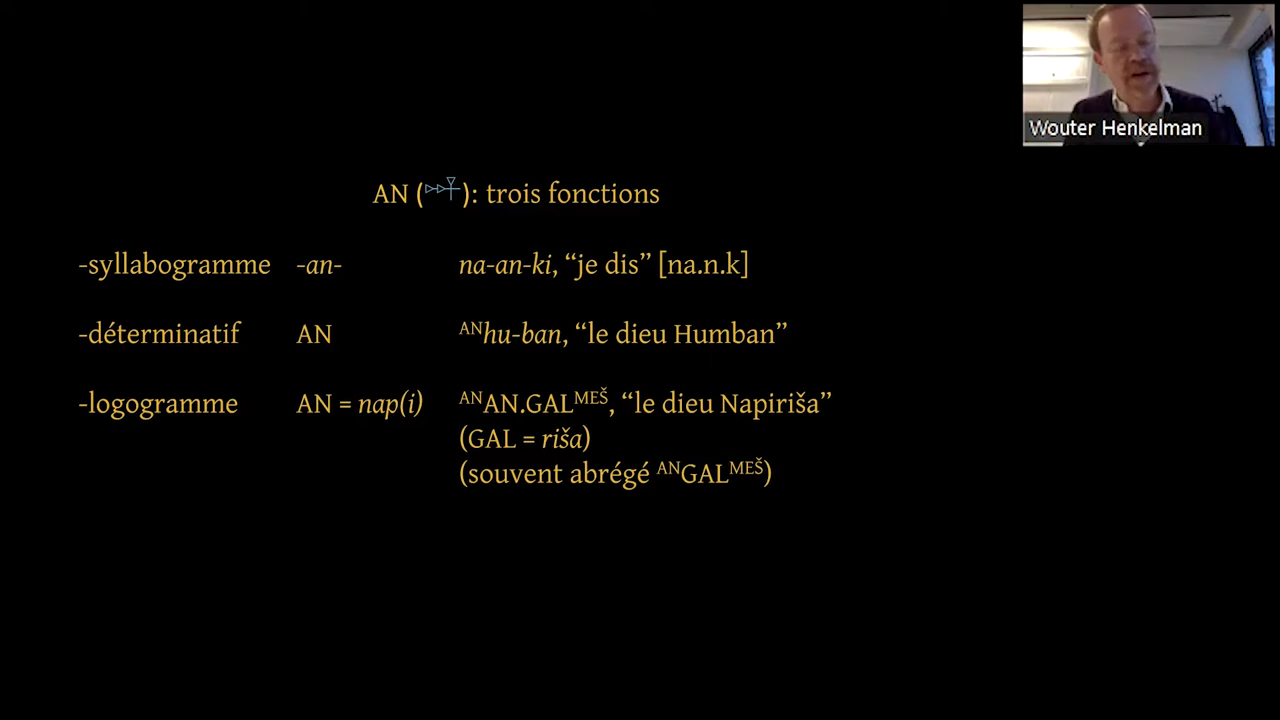 Wouter Henkelman
AN (𒀭): trois fonctions
-syllabogramme -an- na-an-ki, “je dis” [na.n.k]
-déterminatif AN ᴬᴺhu-ban, “le dieu Humban”
-logogramme AN = nap(i) ᴬᴺAN.GALᴹᴱŠ, “le dieu Napiriša”
(GAL = riša)
(souvent abrégé ᴬᴺGALᴹᴱŠ)